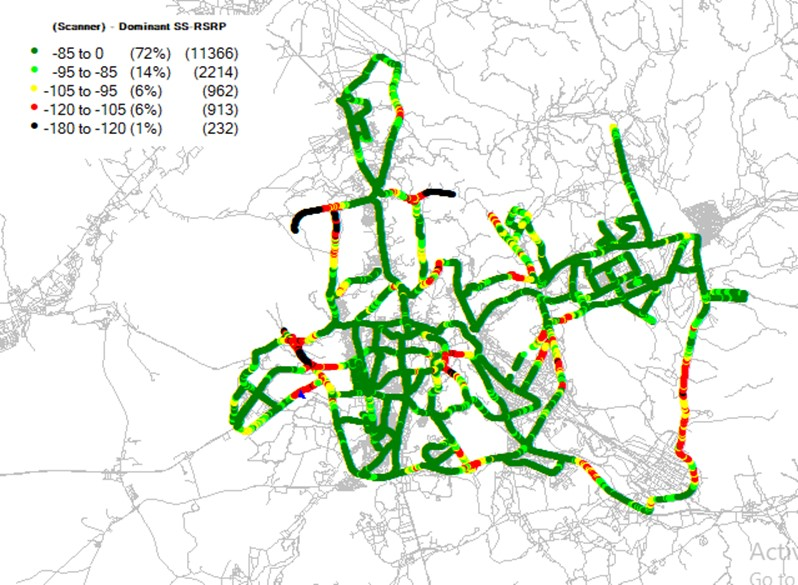 (Scanner) - Dominant SS-RSRP
-85 to 0 (72%) (11366)
-95 to -85 (14%) (2214)
-105 to -95 (6%) (962)
-120 to -105 (6%) (913)
-180 to -120 (1%) (232)
Activ
Go to